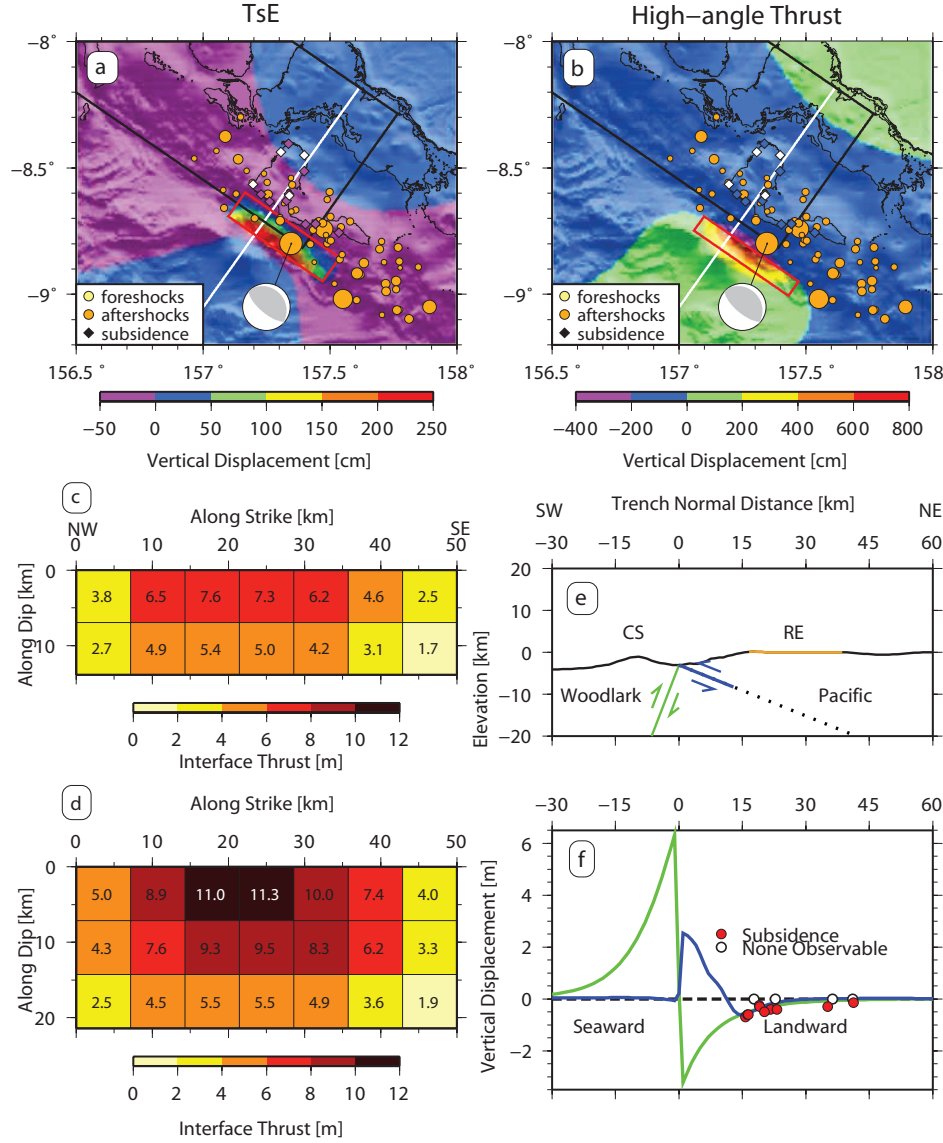 TsE
High−angle Thrust
a
b
−8°
−8.5°
−9°
−8°
−8.5°
−9°
foreshocks
aftershocks
subsidence
foreshocks
aftershocks
subsidence
156.5°
157°
157.5°
158°
156.5°
157°
157.5°
158°
−50 0 50 100 150 200 250
Vertical Displacement [cm]
−400 −200 0 200 400 600 800
Vertical Displacement [cm]
c
NW
Along Strike [km]
SE
0 10 20 30 40 50
Along Dip [km]
0
10
3.8 6.5 7.6 7.3 6.2 4.6 2.5
2.7 4.9 5.4 5.0 4.2 3.1 1.7
0 2 4 6 8 10 12
Interface Thrust [m]
d
Along Strike [km]
0 10 20 30 40 50
Along Dip [km]
0
10
20
5.0 8.9 11.0 11.3 10.0 7.4 4.0
4.3 7.6 9.3 9.5 8.3 6.2 3.3
2.5 4.5 5.5 5.5 4.9 3.6 1.9
0 2 4 6 8 10 12
Interface Thrust [m]
Trench Normal Distance [km]
SW
NE
−30 −15 0 15 30 45 60
Elevation [km]
20
10
0
−10
−20
e
CS
RE
Woodlark
Pacific
−30 −15 0 15 30 45 60
Vertical Displacement [m]
6
4
2
0
−2
f
Subsidence
None Observable
Seaward
Landward
−30 −15 0 15 30 45 60